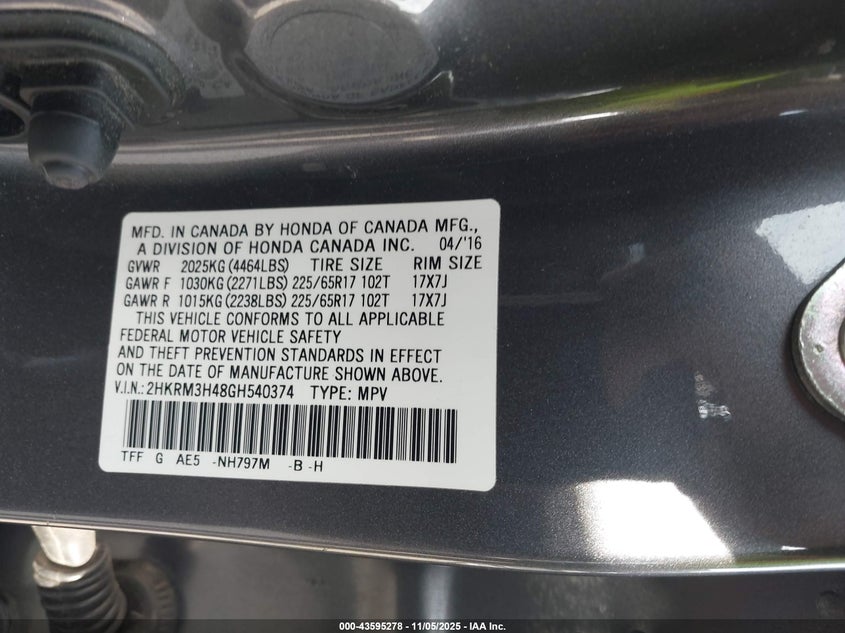 MFD. IN CANADA BY HONDA OF CANADA MFG.,
A DIVISION OF HONDA CANADA INC. 04/'16
GVWR 2025KG (4464LBS) TIRE SIZE RIM SIZE
GAWR F 1030KG (2271LBS) 225/65R17 102T 17X7J
GAWR R 1015KG (2238LBS) 225/65R17 102T 17X7J
THIS VEHICLE CONFORMS TO ALL APPLICABLE
FEDERAL MOTOR VEHICLE SAFETY
AND THEFT PREVENTION STANDARDS IN EFFECT
ON THE DATE OF MANUFACTURE SHOWN ABOVE.
V.I.N.: 2HKRM3H48GH540374 TYPE: MPV
TFF G AE5 -NH797M -B -H
000-43595278 - 11/05/2025 - IAA Inc.